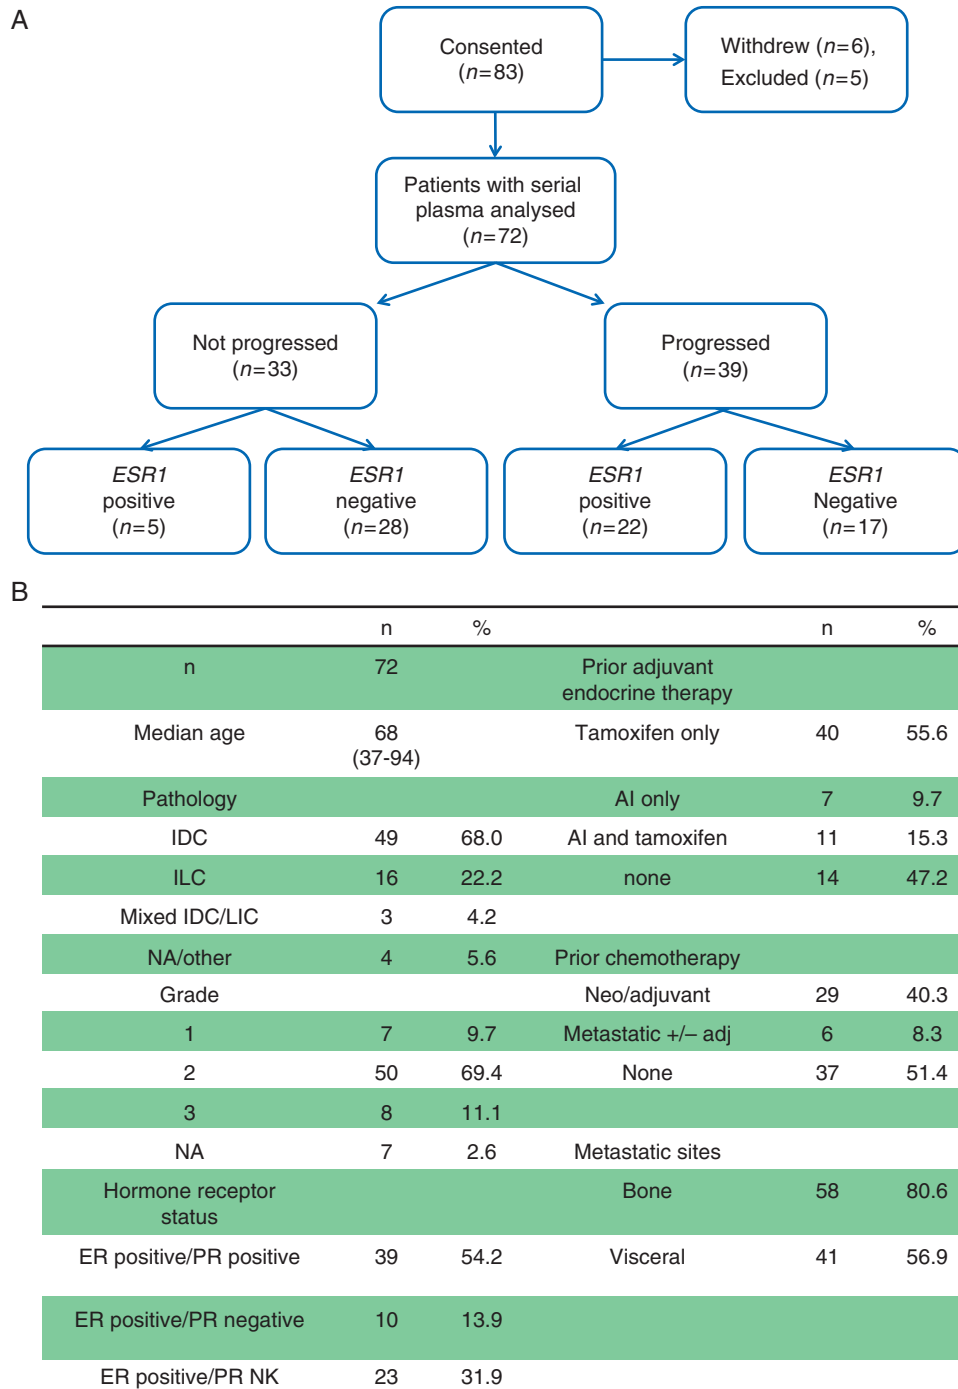 A
Consented
(n=83)
Withdrew (n=6),
Excluded (n=5)
Patients with serial
plasma analysed
(n=72)
Not progressed
(n=33)
Progressed
(n=39)
ESR1
positive
(n=5)
ESR1
negative
(n=28)
ESR1
positive
(n=22)
ESR1
Negative
(n=17)
B
n % n %
n 72 Prior adjuvant
endocrine therapy
Median age 68 Tamoxifen only 40 55.6
(37-94)
Pathology AI only 7 9.7
IDC 49 68.0 AI and tamoxifen 11 15.3
ILC 16 22.2 none 14 47.2
Mixed IDC/LIC 3 4.2
NA/other 4 5.6 Prior chemotherapy
Grade Neo/adjuvant 29 40.3
1 7 9.7 Metastatic +/– adj 6 8.3
2 50 69.4 None 37 51.4
3 8 11.1
NA 7 2.6 Metastatic sites
Hormone receptor Bone 58 80.6
status
ER positive/PR positive 39 54.2 Visceral 41 56.9
ER positive/PR negative 10 13.9
ER positive/PR NK 23 31.9